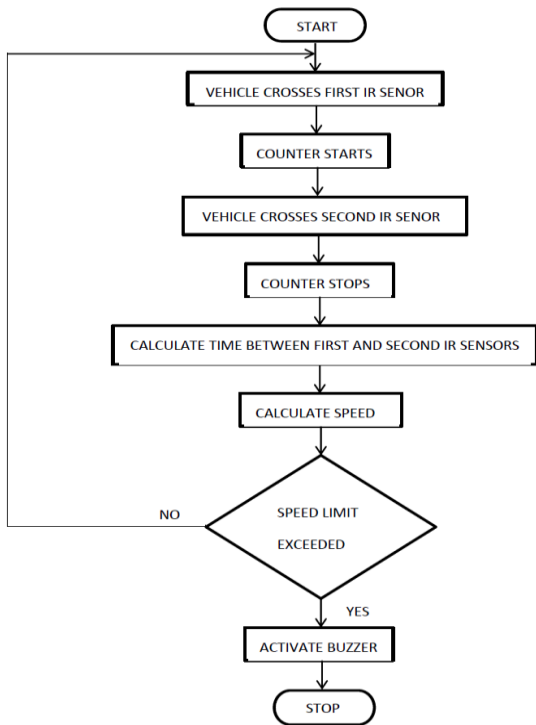 START
VEHICLE CROSSES FIRST IR SENOR
COUNTER STARTS
VEHICLE CROSSES SECOND IR SENOR
COUNTER STOPS
CALCULATE TIME BETWEEN FIRST AND SECOND IR SENSORS
CALCULATE SPEED
NO
SPEED LIMIT
EXCEEDED
YES
ACTIVATE BUZZER
STOP